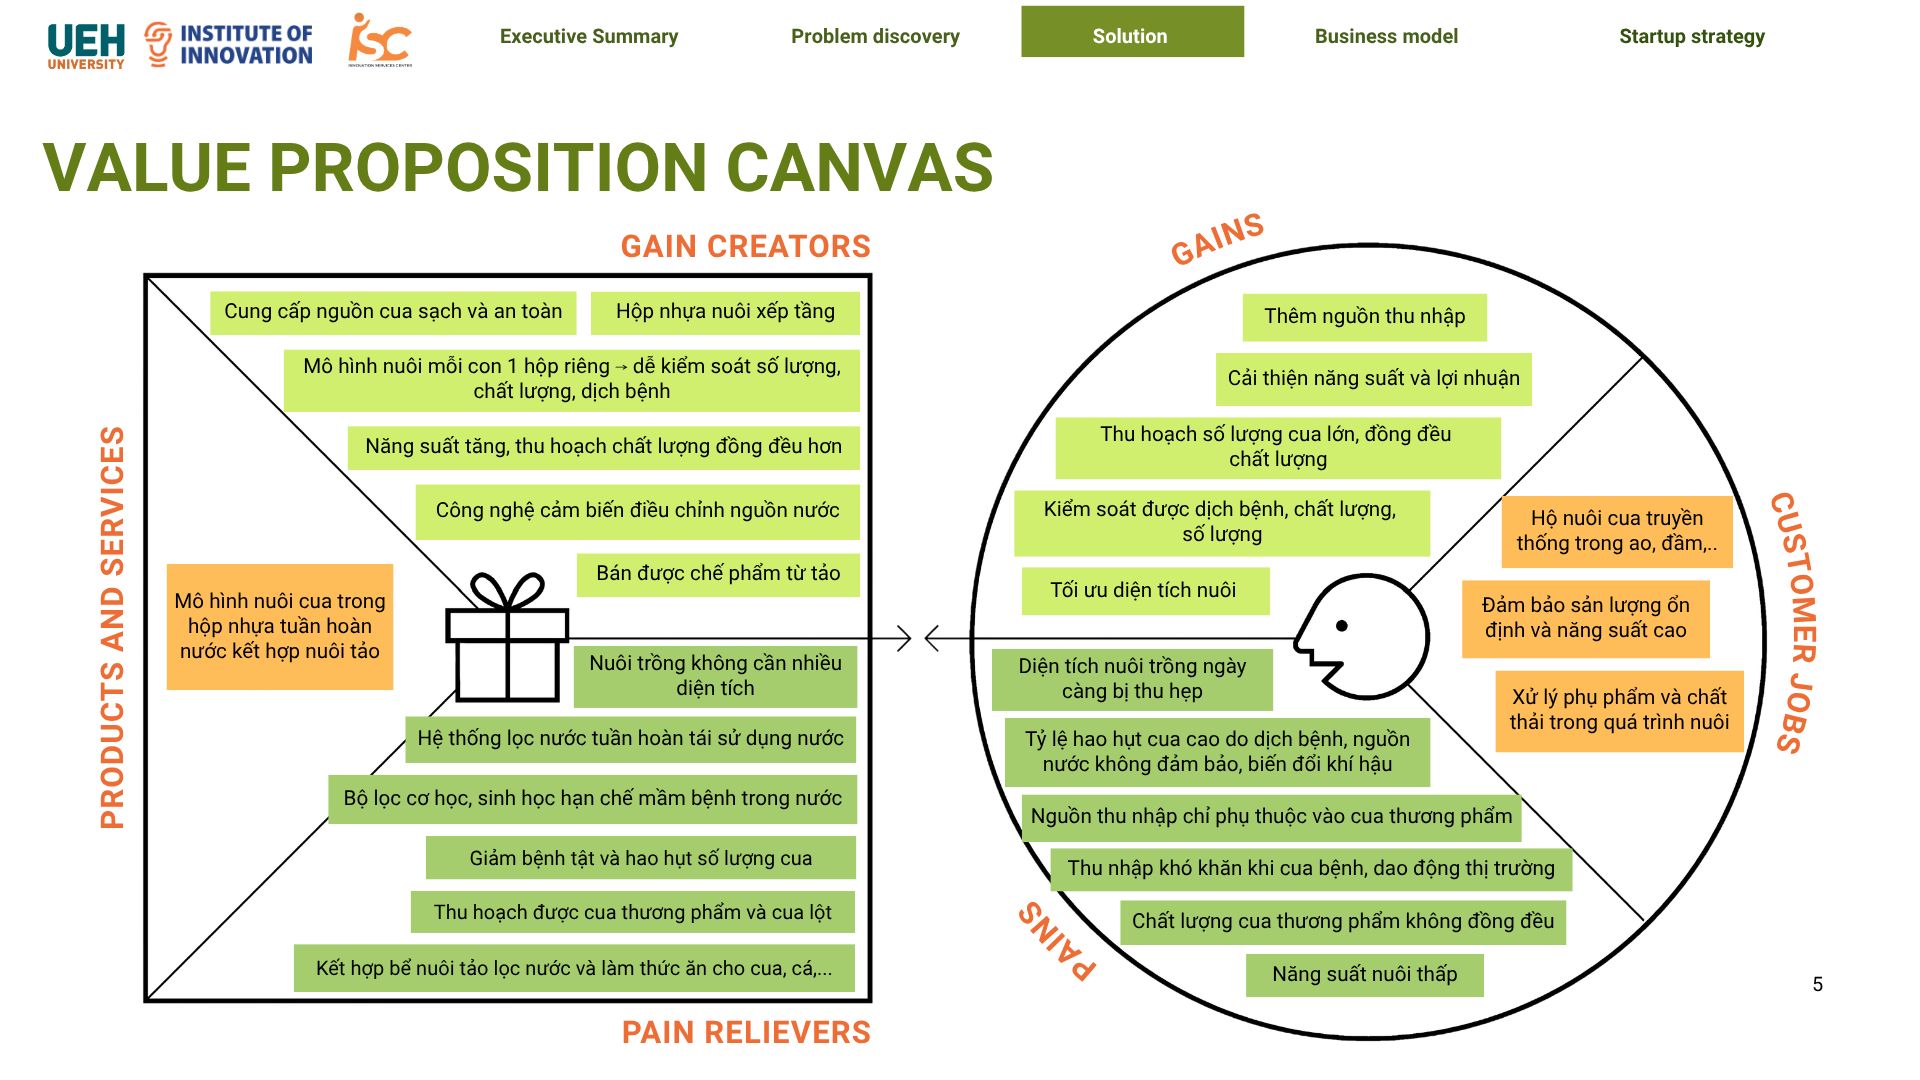 UEH
UNIVERSITY
INSTITUTE OF
INNOVATION
isc
INNOVATION SERVICES CENTER
Executive Summary
Problem discovery
Solution
Business model
Startup strategy
VALUE PROPOSITION CANVAS
GAIN CREATORS
Cung cấp nguồn cua sạch và an toàn
Hộp nhựa nuôi xếp tầng
Mô hình nuôi mỗi con 1 hộp riêng → dễ kiểm soát số lượng,
chất lượng, dịch bệnh
Năng suất tăng, thu hoạch chất lượng đồng đều hơn
Công nghệ cảm biến điều chỉnh nguồn nước
Bán được chế phẩm từ tảo
PRODUCTS AND SERVICES
Mô hình nuôi cua trong
hộp nhựa tuần hoàn
nước kết hợp nuôi tảo
Nuôi trồng không cần nhiều
diện tích
Hệ thống lọc nước tuần hoàn tái sử dụng nước
Bộ lọc cơ học, sinh học hạn chế mầm bệnh trong nước
Giảm bệnh tật và hao hụt số lượng cua
Thu hoạch được cua thương phẩm và cua lột
Kết hợp bể nuôi tảo lọc nước và làm thức ăn cho cua, cá,...
PAIN RELIEVERS
GAINS
Thêm nguồn thu nhập
Cải thiện năng suất và lợi nhuận
Thu hoạch số lượng cua lớn, đồng đều
chất lượng
Kiểm soát được dịch bệnh, chất lượng,
số lượng
Tối ưu diện tích nuôi
CUSTOMER JOBS
Hộ nuôi cua truyền
thống trong ao, đầm,..
Đảm bảo sản lượng ổn
định và năng suất cao
Xử lý phụ phẩm và chất
thải trong quá trình nuôi
Diện tích nuôi trồng ngày
càng bị thu hẹp
Tỷ lệ hao hụt cua cao do dịch bệnh, nguồn
nước không đảm bảo, biến đổi khí hậu
Nguồn thu nhập chỉ phụ thuộc vào cua thương phẩm
Thu nhập khó khăn khi cua bệnh, dao động thị trường
Chất lượng cua thương phẩm không đồng đều
Năng suất nuôi thấp
PAINS
5